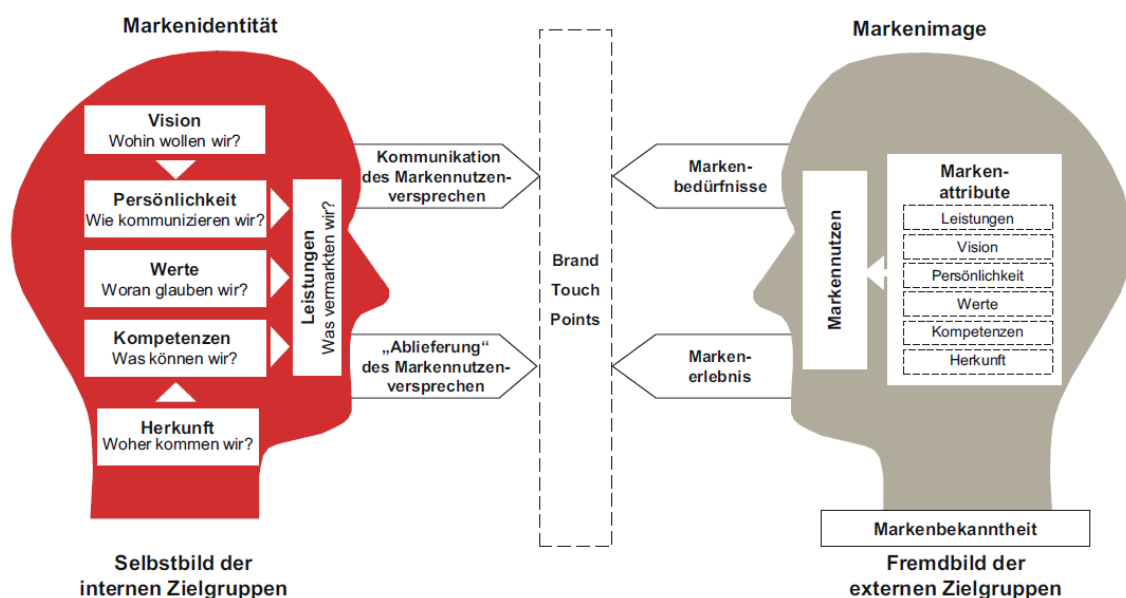 Markenidentität
Vision
Wohin wollen wir?
Persönlichkeit
Wie kommunizieren wir?
Werte
Woran glauben wir?
Kompetenzen
Was können wir?
Herkunft
Woher kommen wir?
Leistungen
Was vermarkten wir?
Selbstbild der
internen Zielgruppen
Kommunikation
des Markennutzen-
versprechen
„Ablieferung“
des Markennutzen-
versprechen
Brand
Touch
Points
Markenimage
Marken-
bedürfnisse
Marken-
erlebnis
Markennutzen
Marken-
attribute
Leistungen
Vision
Persönlichkeit
Werte
Kompetenzen
Herkunft
Markenbekanntheit
Fremdbild der
externen Zielgruppen